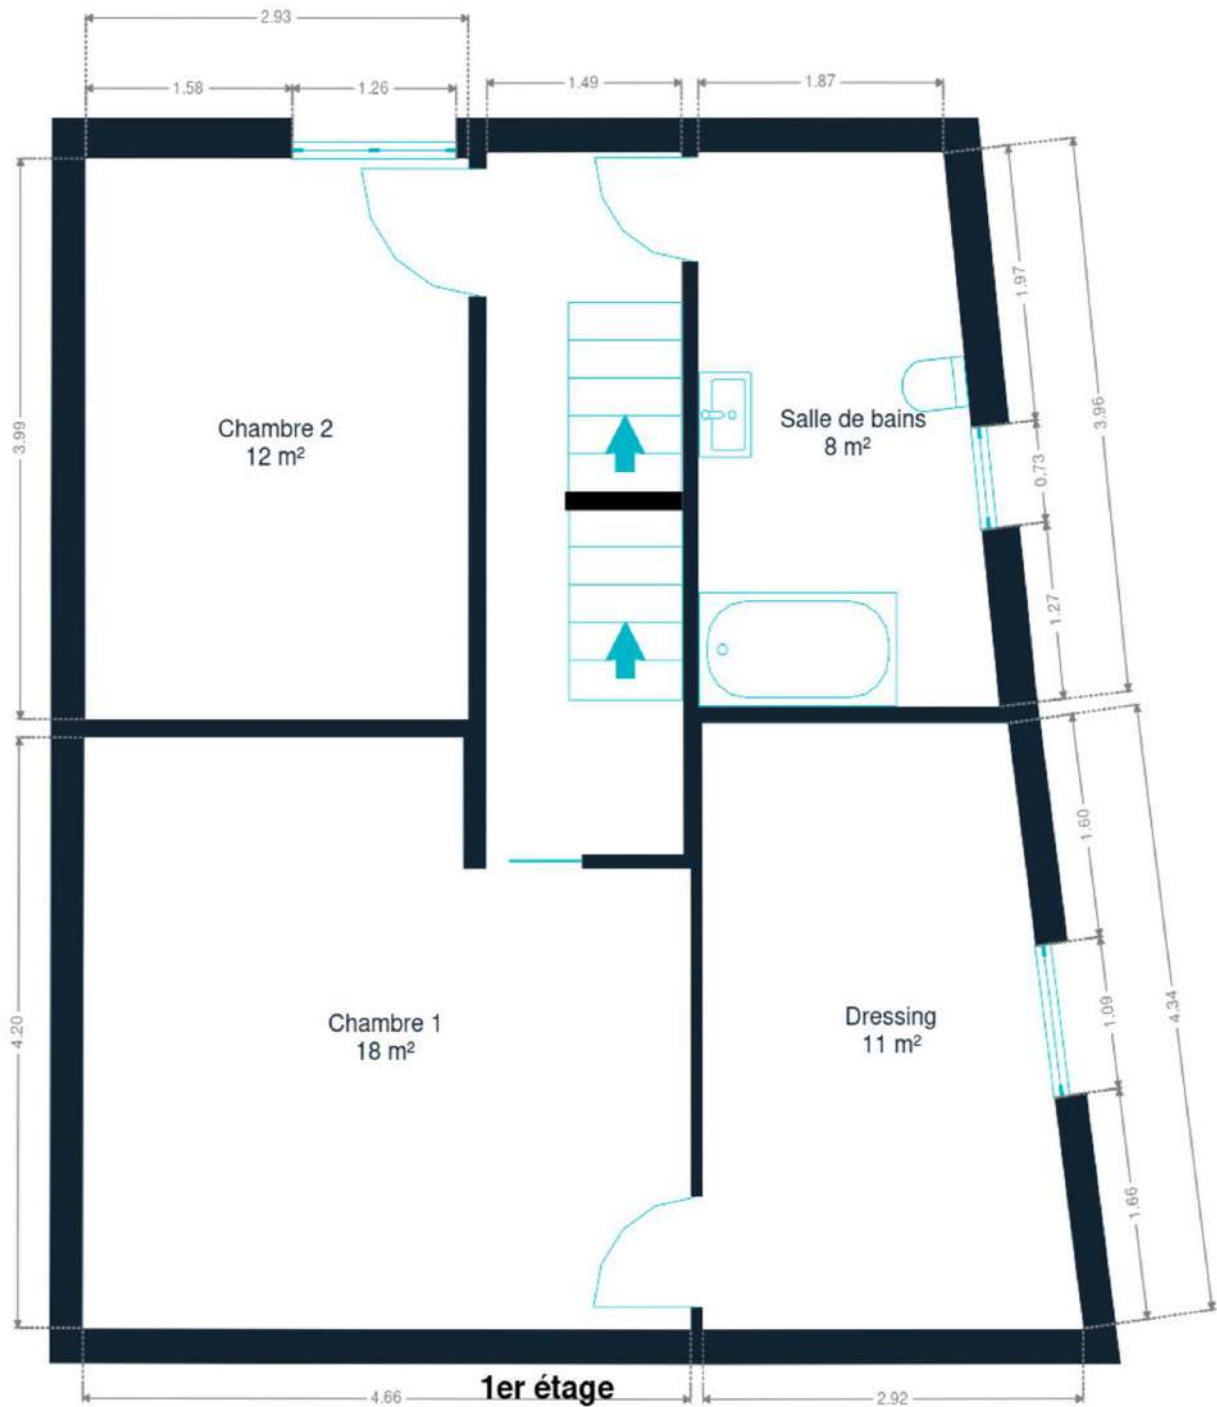 2.93
1.58
1.26
1.49
1.87
1.97
3.96
3.99
Chambre 2
12 m²
Salle de bains
8 m²
0.73
1.27
1.60
4.20
Chambre 1
18 m²
Dressing
11 m²
1.09
4.34
1.66
4.66
1er étage
2.92